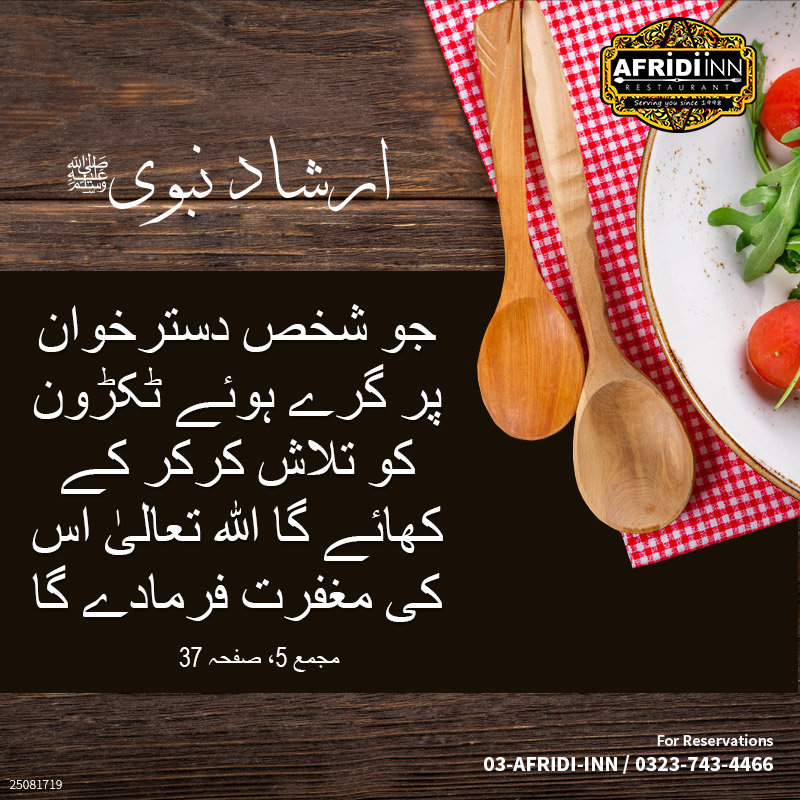 AFRIDI INN
RESTAURANT
Serving you since 1998
ارشاد نبوی ﷺ
جو شخص دسترخوان
پر گرے ہوئے ٹکڑون
کو تلاش کرکر کے
کھائے گا اللہ تعالیٰ اس
کی مغفرت فرمادے گا
مجمع 5، صفحہ 37
For Reservations
03-AFRIDI-INN / 0323-743-4466
25081719